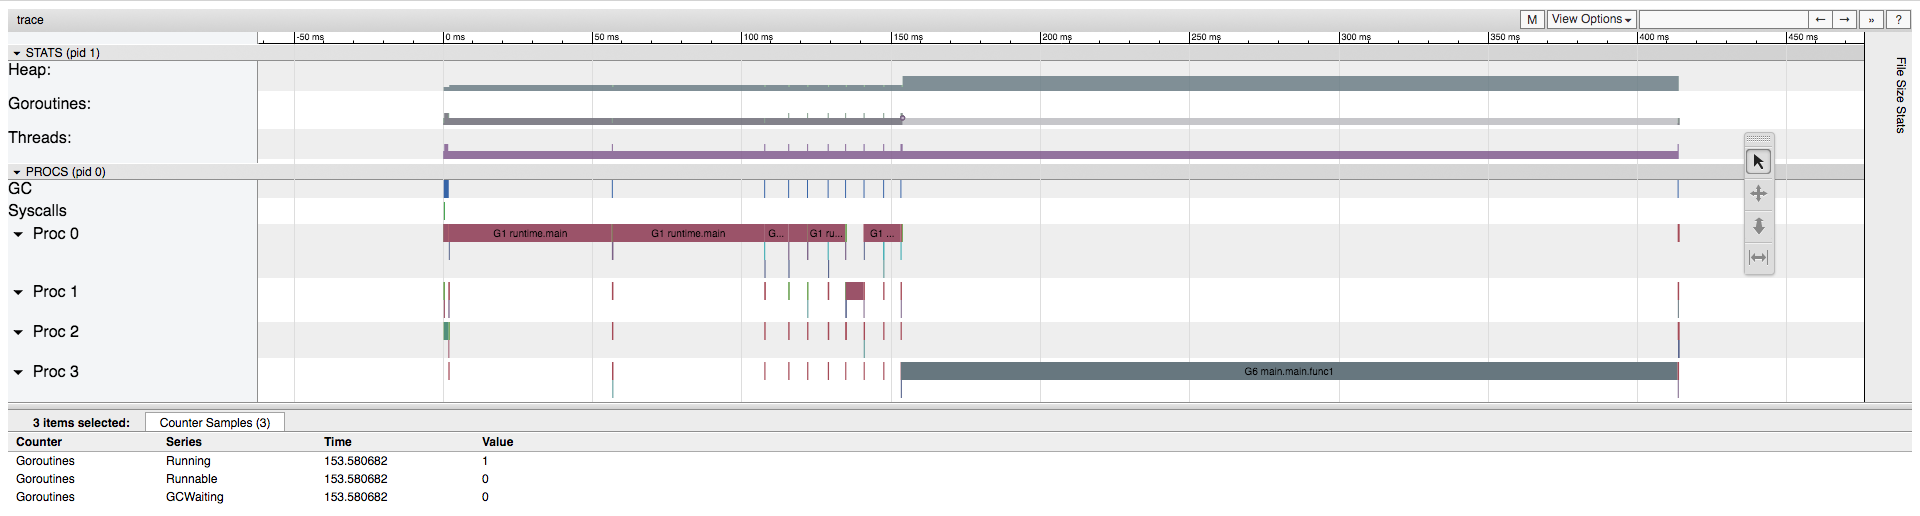 trace M View Options ← → » ?
-50 ms 0 ms 50 ms 100 ms 150 ms 200 ms 250 ms 300 ms 350 ms 400 ms 450 ms
STATS (pid 1)
Heap:
Goroutines:
Threads:
File Size Stats
PROCS (pid 0)
GC
Syscalls
Proc 0 G1 runtime.main G1 runtime.main G... G1 ru... G1 ...
Proc 1
Proc 2
Proc 3 G6 main.main.func1
3 items selected: Counter Samples (3)
Counter Series Time Value
Goroutines Running 153.580682 1
Goroutines Runnable 153.580682 0
Goroutines GCWaiting 153.580682 0